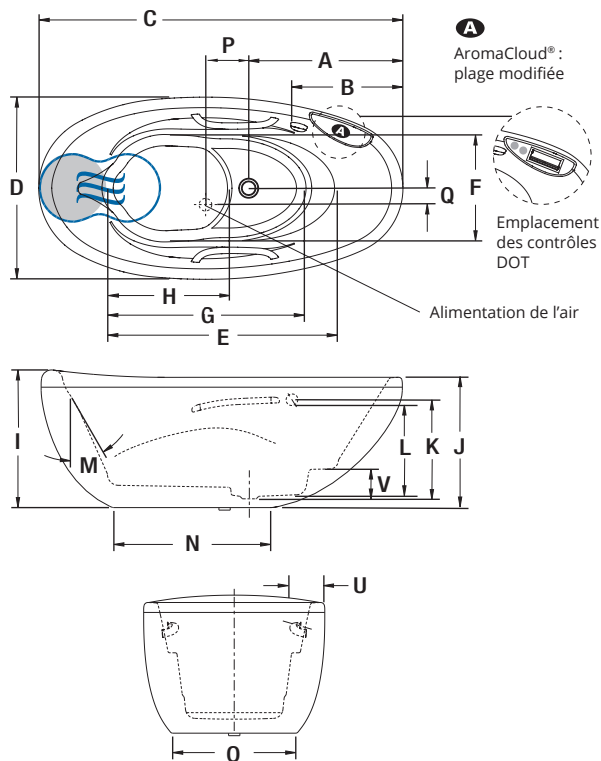 C
P
A
B
A
AromaCloud® :
plage modifiée
A
D
F
Q
Emplacement
des contrôles
DOT
H
G
E
Alimentation de l'air
I
M
L
K
J
V
N
U
O